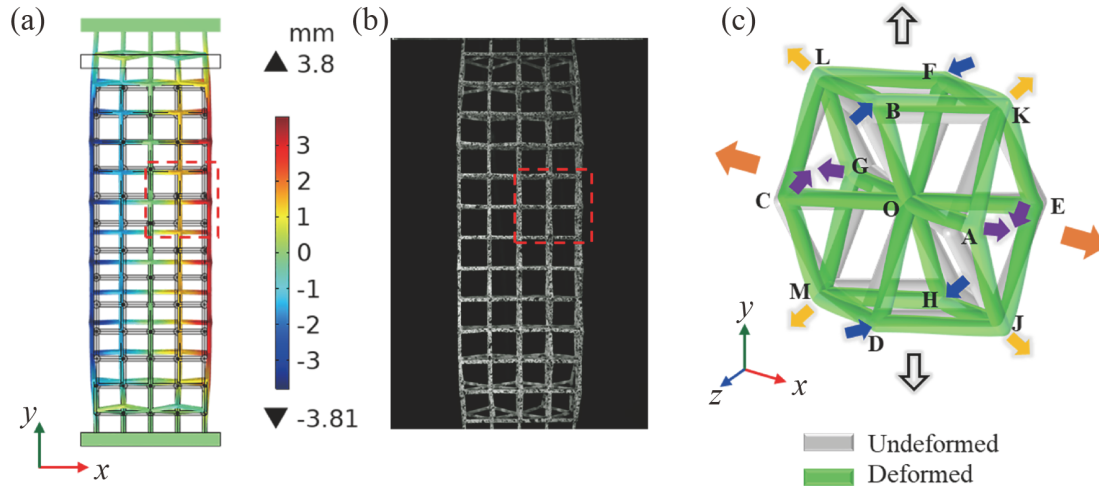 (a)
mm
3.8
3
2
1
0
-1
-2
-3
-3.81
y
x
(b)
(c)
L
F
B
K
G
C
O
E
A
M
H
D
J
y
z
x
Undeformed
Deformed